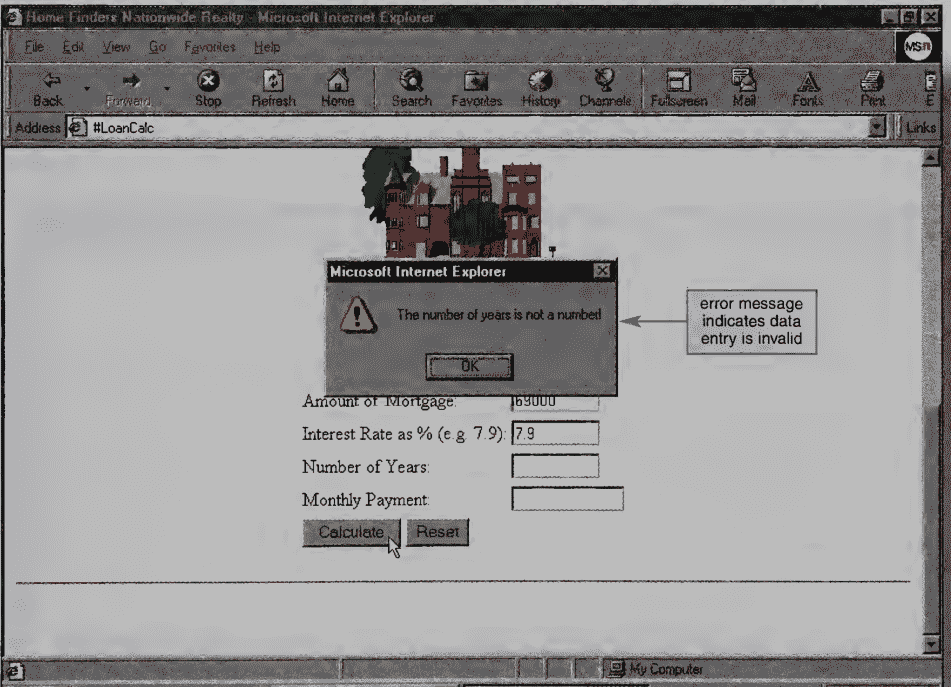 Home Finders Nationwide Realty - Microsoft Internet Explorer
File Edit View Go Favorites Help
MSn
Back Forward Stop Refresh Home Search Favorites History Channels Fullscreen Mail Fonts Print E
Address #LoanCalc Links
Microsoft Internet Explorer
The number of years is not a number!
OK
error message
indicates data
entry is invalid
Amount of Mortgage: 69000
Interest Rate as % (e.g. 7.9): 7.9
Number of Years:
Monthly Payment:
Calculate Reset
My Computer